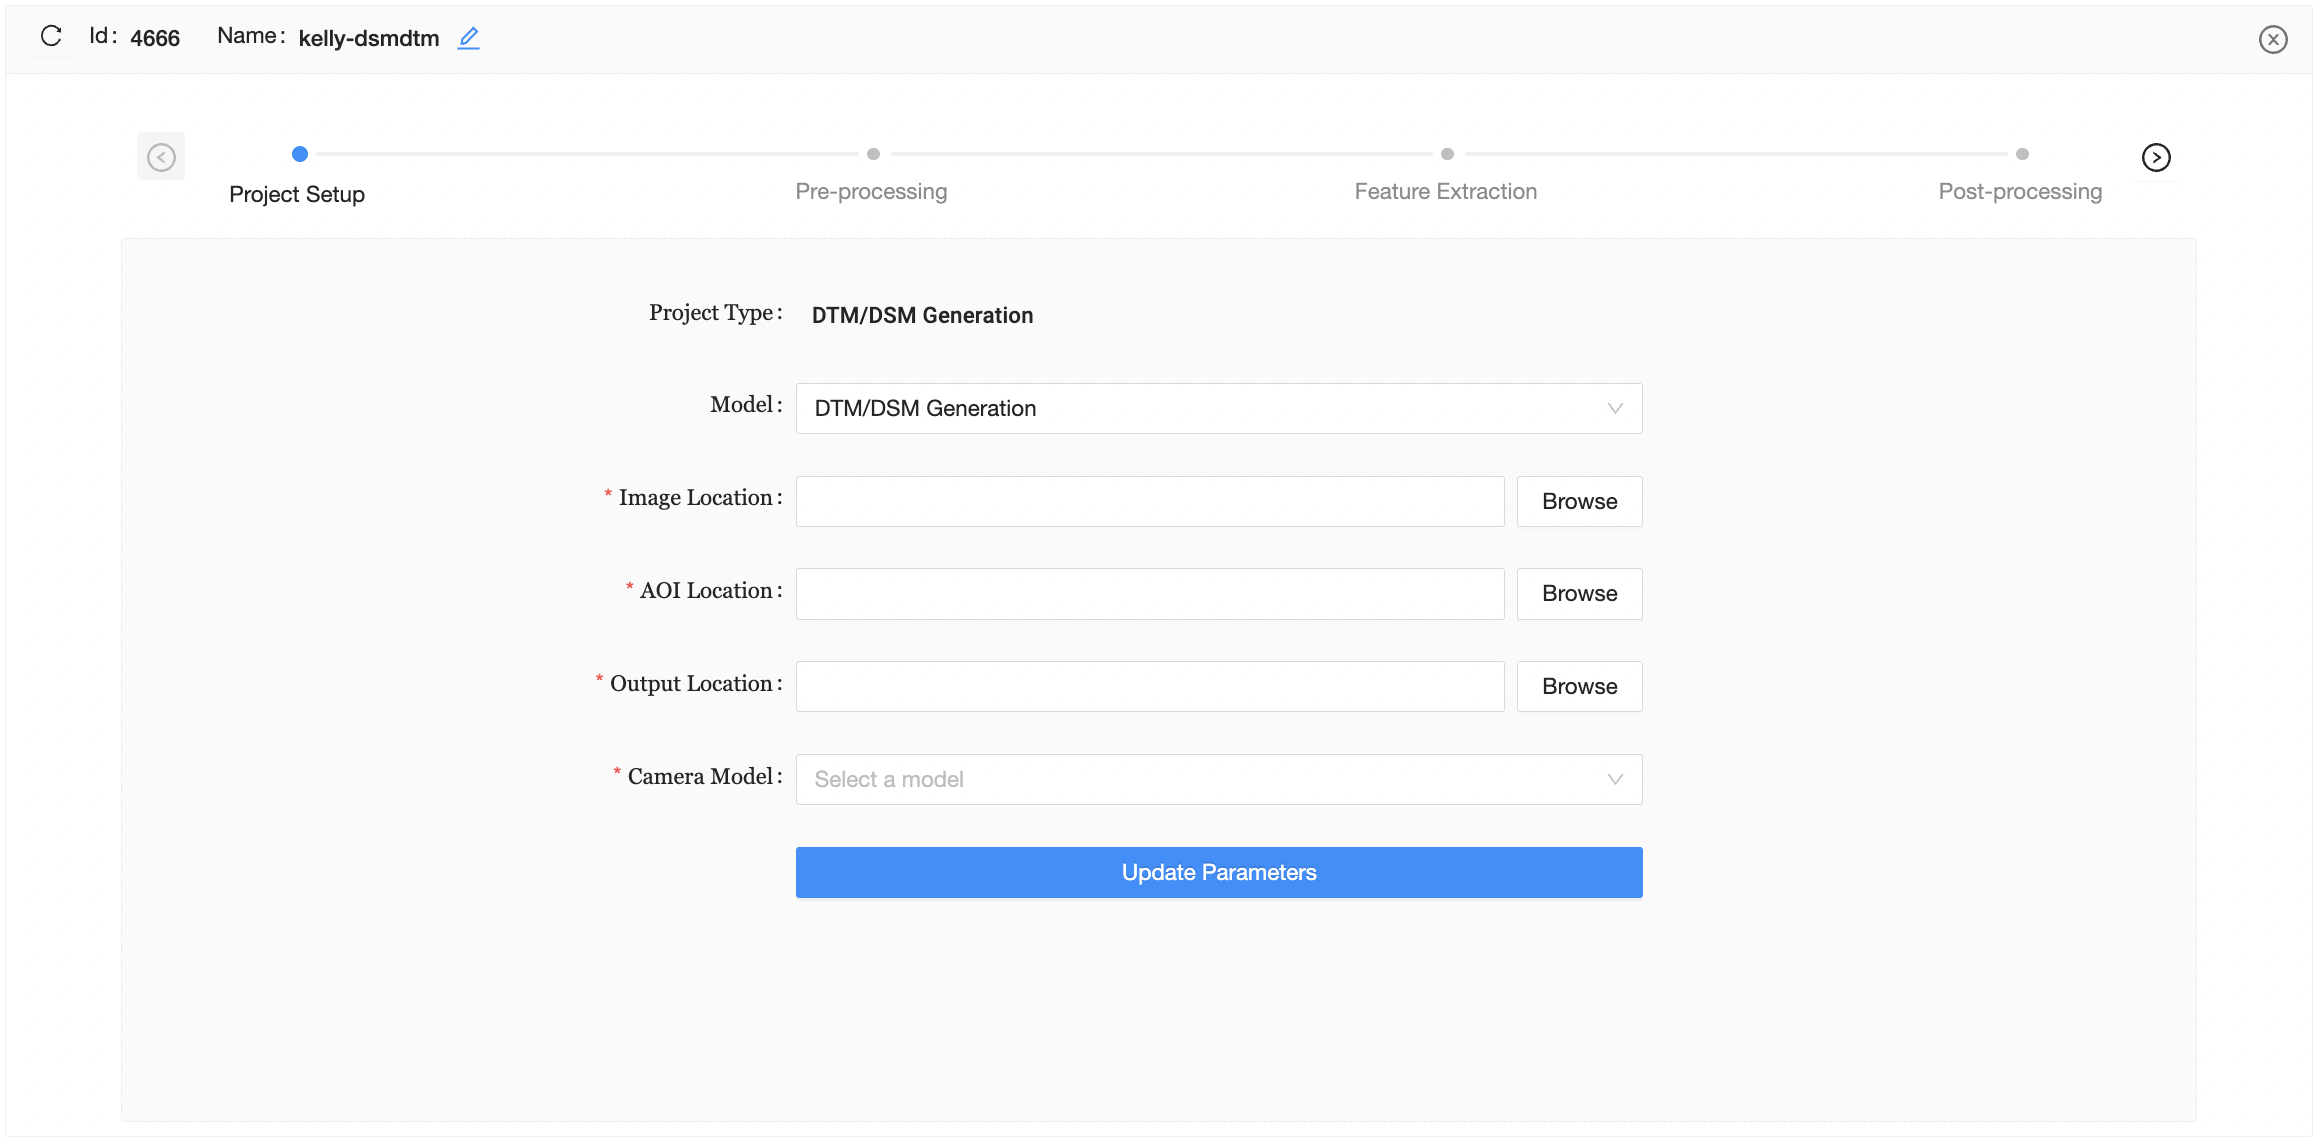 Id: 4666 Name: kelly-dsmdtm
Project Setup Pre-processing Feature Extraction Post-processing
Project Type: DTM/DSM Generation
Model: DTM/DSM Generation
* Image Location: Browse
* AOI Location: Browse
* Output Location: Browse
* Camera Model: Select a model
Update Parameters